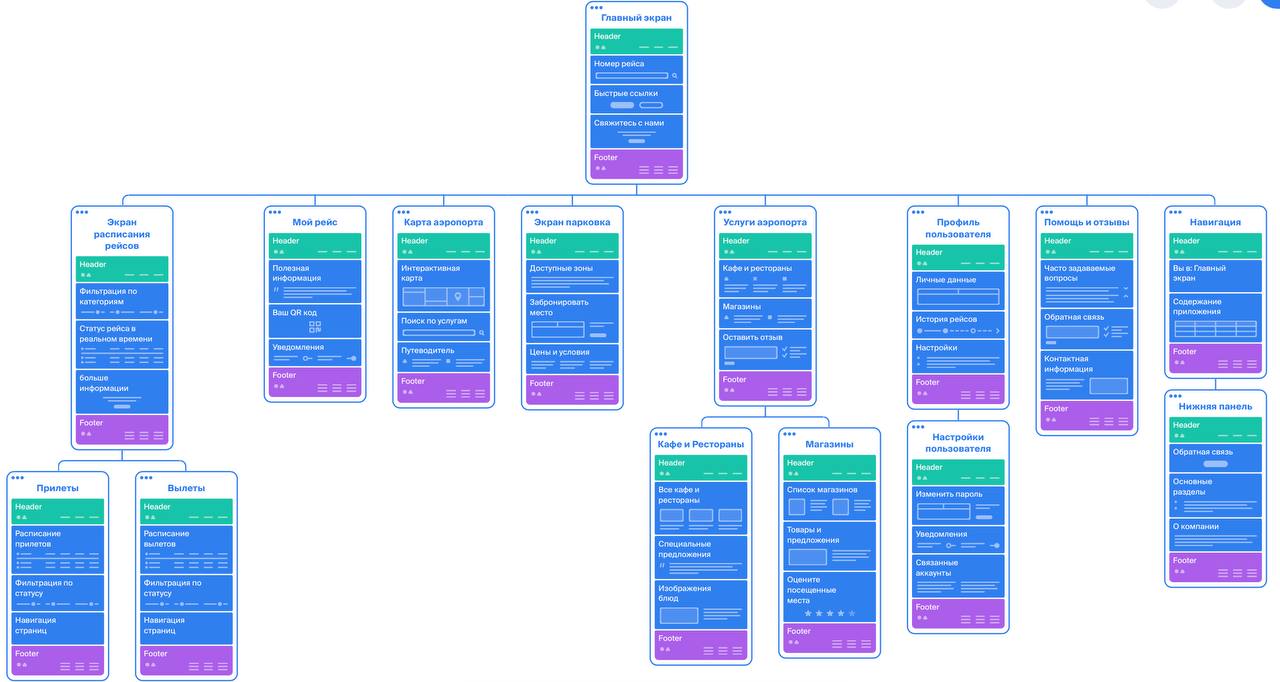 Главный экран
Header
Номер рейса
Быстрые ссылки
Свяжитесь с нами
Footer
Экран
расписания
рейсов
Header
Фильтрация по
категориям
Статус рейса в
реальном времени
больше
информации
Footer
Мой рейс
Header
Полезная
информация
Ваш QR код
Уведомления
Footer
Карта аэропорта
Header
Интерактивная
карта
Поиск по услугам
Путеводитель
Footer
Экран парковка
Header
Доступные зоны
Забронировать
место
Цены и условия
Footer
Услуги аэропорта
Header
Кафе и рестораны
Магазины
Оставить отзыв
Footer
Профиль
пользователя
Header
Личные данные
История рейсов
Настройки
Footer
Помощь и отзывы
Header
Часто задаваемые
вопросы
Обратная связь
Контактная
информация
Footer
Навигация
Header
Вы в: Главный
экран
Содержание
приложения
Footer
Прилеты
Header
Расписание
прилетов
Фильтрация по
статусу
Навигация
страниц
Footer
Вылеты
Header
Расписание
вылетов
Фильтрация по
статусу
Навигация
страниц
Footer
Кафе и Рестораны
Header
Все кафе и
рестораны
Специальные
предложения
Изображения
блюд
Footer
Магазины
Header
Список магазинов
Товары и
предложения
Оцените
посещенные
места
Footer
Настройки
пользователя
Header
Изменить пароль
Уведомления
Связанные
аккаунты
Footer
Нижняя панель
Header
Обратная связь
Основные
разделы
О компании
Footer